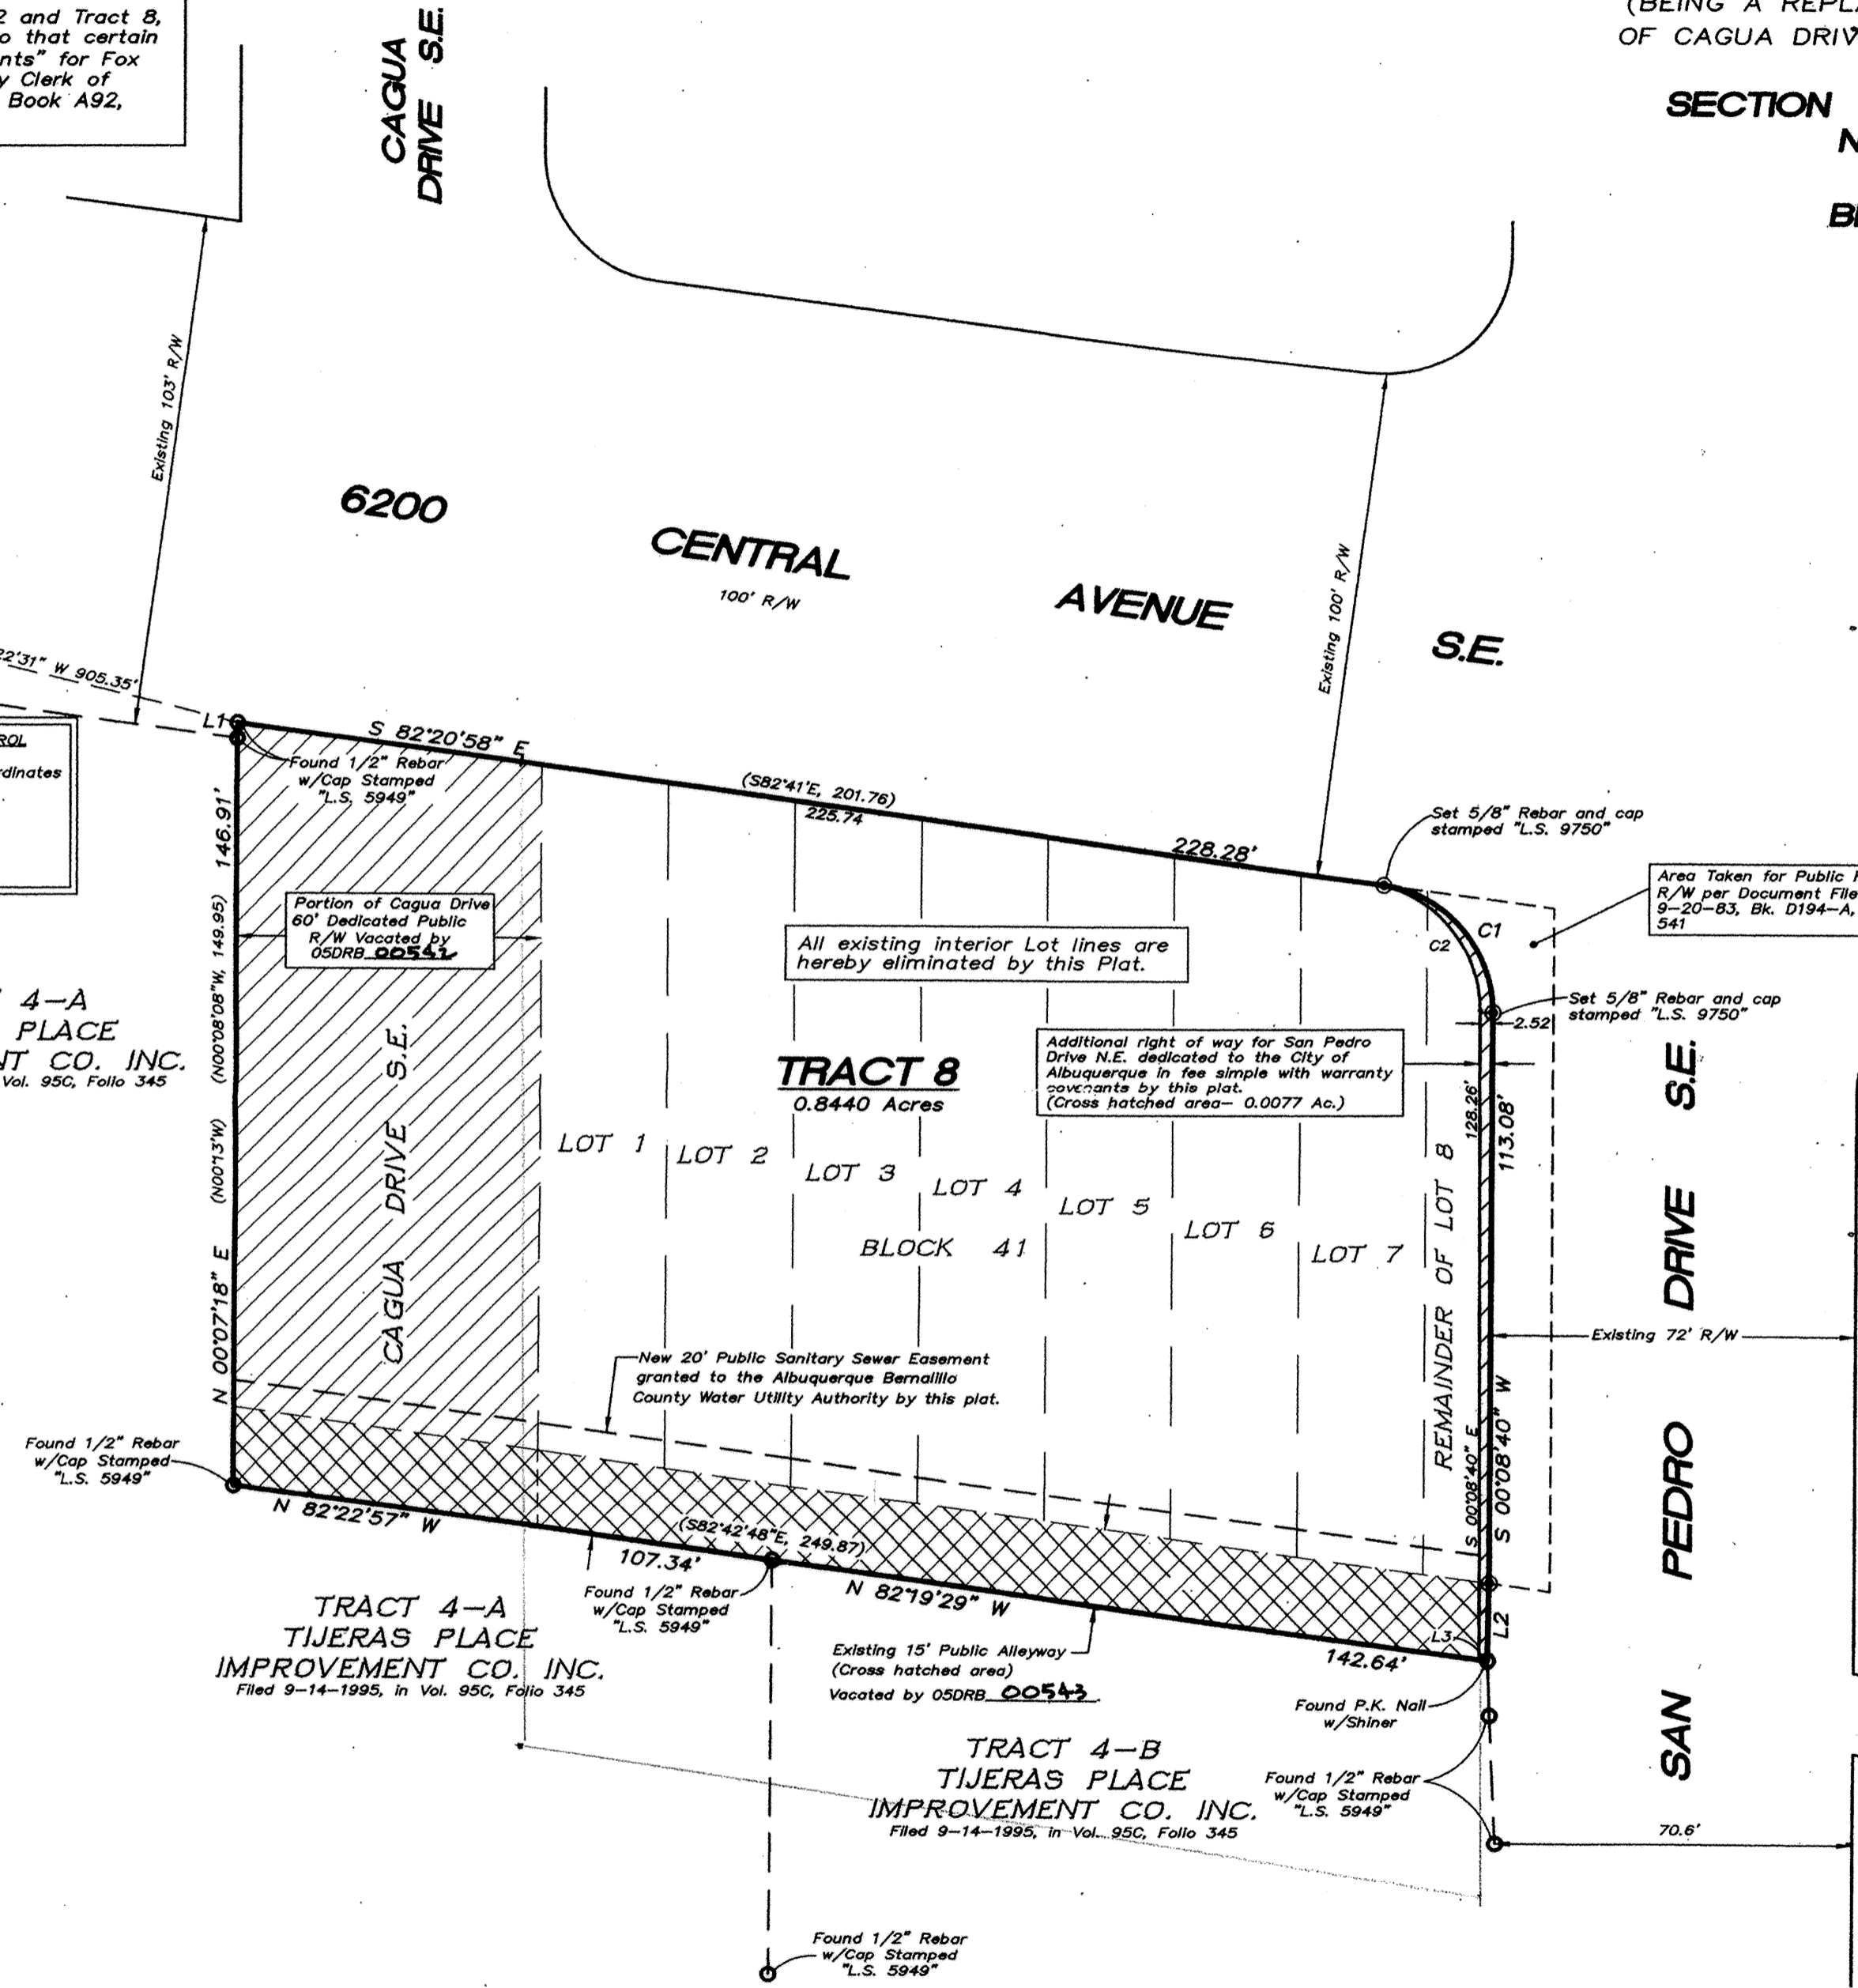 2 and Tract 8,
o that certain
nts" for Fox
y Clerk of
Book A92,
CAGUA
DRIVE S.E.
(BEING A REPLA
OF CAGUA DRIV
SECTION
N
Existing 103' R/W
6200
CENTRAL
AVENUE
S.E.
100' R/W
Existing 100' R/W
22'31" W 905.35'
L1
ROL
rdinates
S 82°20'58" E
Found 1/2" Rebar
w/Cap Stamped
"L.S. 5949"
(S82°41'E, 201.76)
225.74
228.28'
Set 5/8" Rebar and cap
stamped "L.S. 9750"
Area Taken for Public
R/W per Document File
9-20-83, Bk. D194-A,
541
C1
C2
146.91'
(N00°08'08"W, 149.95)
(N00°13'W)
N 00°07'18" E
Portion of Cagua Drive
60' Dedicated Public
R/W Vacated by
05DRB 00542
All existing interior Lot lines are
hereby eliminated by this Plat.
Set 5/8" Rebar and cap
stamped "L.S. 9750"
2.52
4-A
PLACE
NT CO. INC.
Vol. 95C, Folio 345
TRACT 8
0.8440 Acres
Additional right of way for San Pedro
Drive N.E. dedicated to the City of
Albuquerque in fee simple with warranty
covenants by this plat.
(Cross hatched area- 0.0077 Ac.)
128.26'
113.08'
CAGUA DRIVE S.E.
LOT 1
LOT 2
LOT 3
LOT 4
LOT 5
LOT 6
LOT 7
REMAINDER OF LOT 8
BLOCK 41
SAN PEDRO DRIVE S.E.
Existing 72' R/W
New 20' Public Sanitary Sewer Easement
granted to the Albuquerque Bernalillo
County Water Utility Authority by this plat.
S 00°08'40" E
S 00°08'40" W
Found 1/2" Rebar
w/Cap Stamped
"L.S. 5949"
N 82°22'57" W
(S82°42'48"E, 249.87)
107.34'
Found 1/2" Rebar
w/Cap Stamped
"L.S. 5949"
N 82°19'29" W
L2
L3
142.64'
TRACT 4-A
TIJERAS PLACE
IMPROVEMENT CO. INC.
Filed 9-14-1995, in Vol. 95C, Folio 345
Existing 15' Public Alleyway
(Cross hatched area)
Vacated by 05DRB 00543
Found P.K. Nail
w/Shiner
TRACT 4-B
TIJERAS PLACE
IMPROVEMENT CO. INC.
Filed 9-14-1995, in Vol. 95C, Folio 345
Found 1/2" Rebar
w/Cap Stamped
"L.S. 5949"
70.6'
Found 1/2" Rebar
w/Cap Stamped
"L.S. 5949"